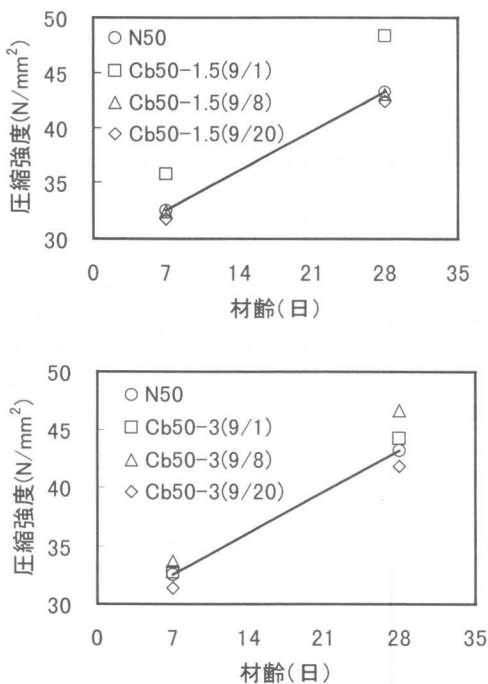 50
45
40
35
30
圧縮強度(N/mm²)
N50
Cb50-1.5(9/1)
Cb50-1.5(9/8)
Cb50-1.5(9/20)
0 7 14 21 28 35
材齢(日)
50
45
40
35
30
圧縮強度(N/mm²)
N50
Cb50-3(9/1)
Cb50-3(9/8)
Cb50-3(9/20)
0 7 14 21 28 35
材齢(日)